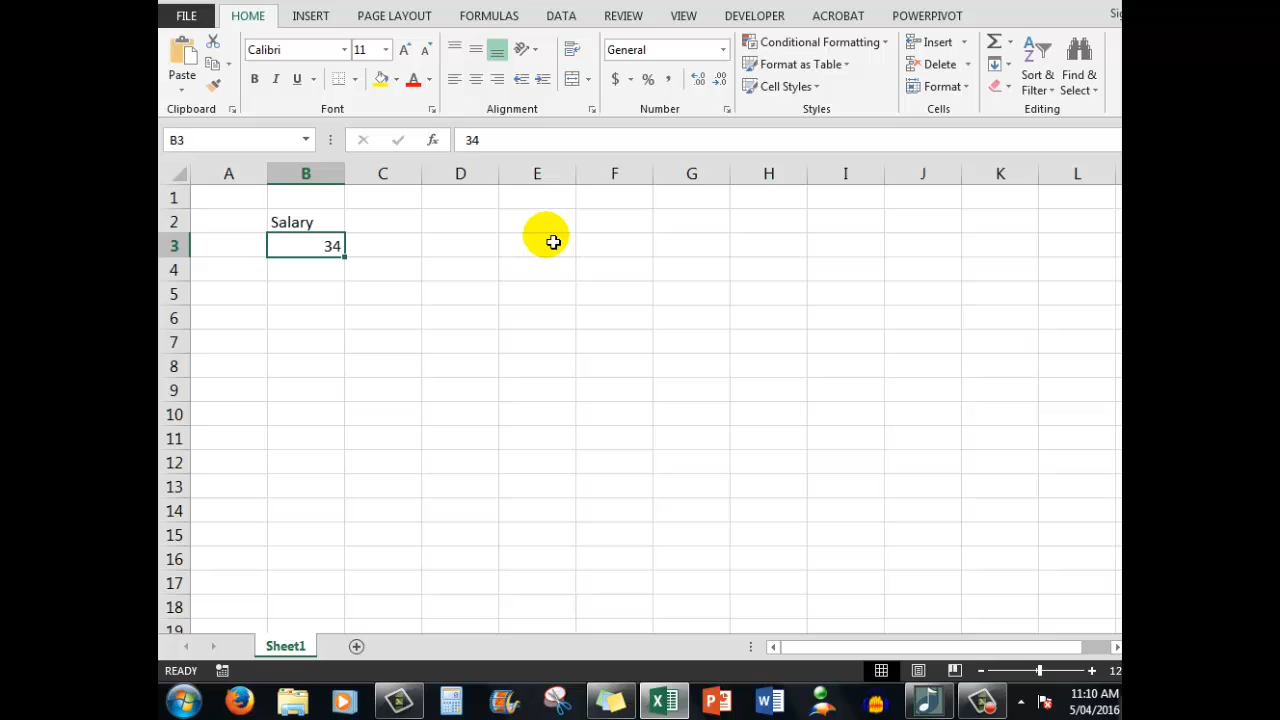 FILE HOME INSERT PAGE LAYOUT FORMULAS DATA REVIEW VIEW DEVELOPER ACROBAT POWERPIVOT
Calibri 11 General Conditional Formatting Insert
Paste B I U $ % , Format as Table Delete Sort & Find &
Cell Styles Format Filter Select
Clipboard Font Alignment Number Styles Cells Editing
B3 fx 34
A B C D E F G H I J K L
1
2 Salary
3 34
4
5
6
7
8
9
10
11
12
13
14
15
16
17
18
19
Sheet1
READY
11:10 AM
5/04/2016